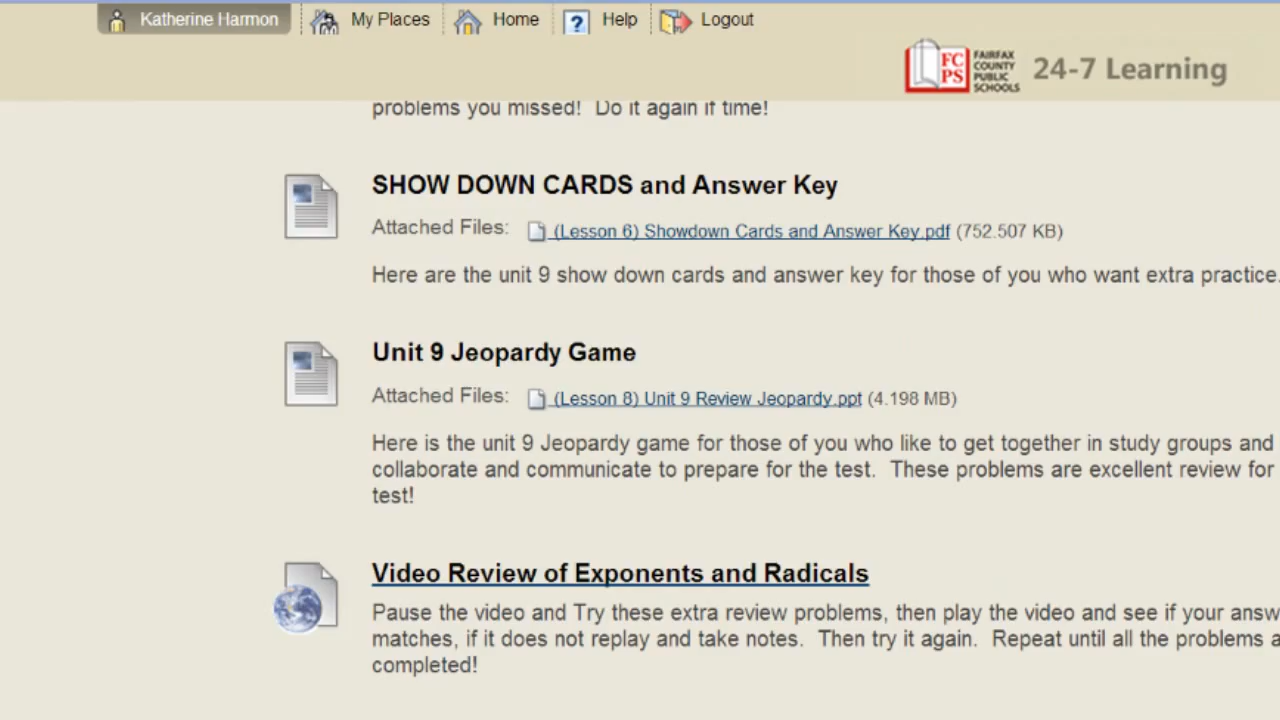 Katherine Harmon My Places Home Help Logout
FC PS FAIRFAX COUNTY PUBLIC SCHOOLS 24-7 Learning
problems you missed! Do it again if time!
SHOW DOWN CARDS and Answer Key
Attached Files: (Lesson 6) Showdown Cards and Answer Key.pdf (752.507 KB)
Here are the unit 9 show down cards and answer key for those of you who want extra practice.
Unit 9 Jeopardy Game
Attached Files: (Lesson 8) Unit 9 Review Jeopardy.ppt (4.198 MB)
Here is the unit 9 Jeopardy game for those of you who like to get together in study groups and
collaborate and communicate to prepare for the test. These problems are excellent review for
test!
Video Review of Exponents and Radicals
Pause the video and Try these extra review problems, then play the video and see if your answ
matches, if it does not replay and take notes. Then try it again. Repeat until all the problems a
completed!